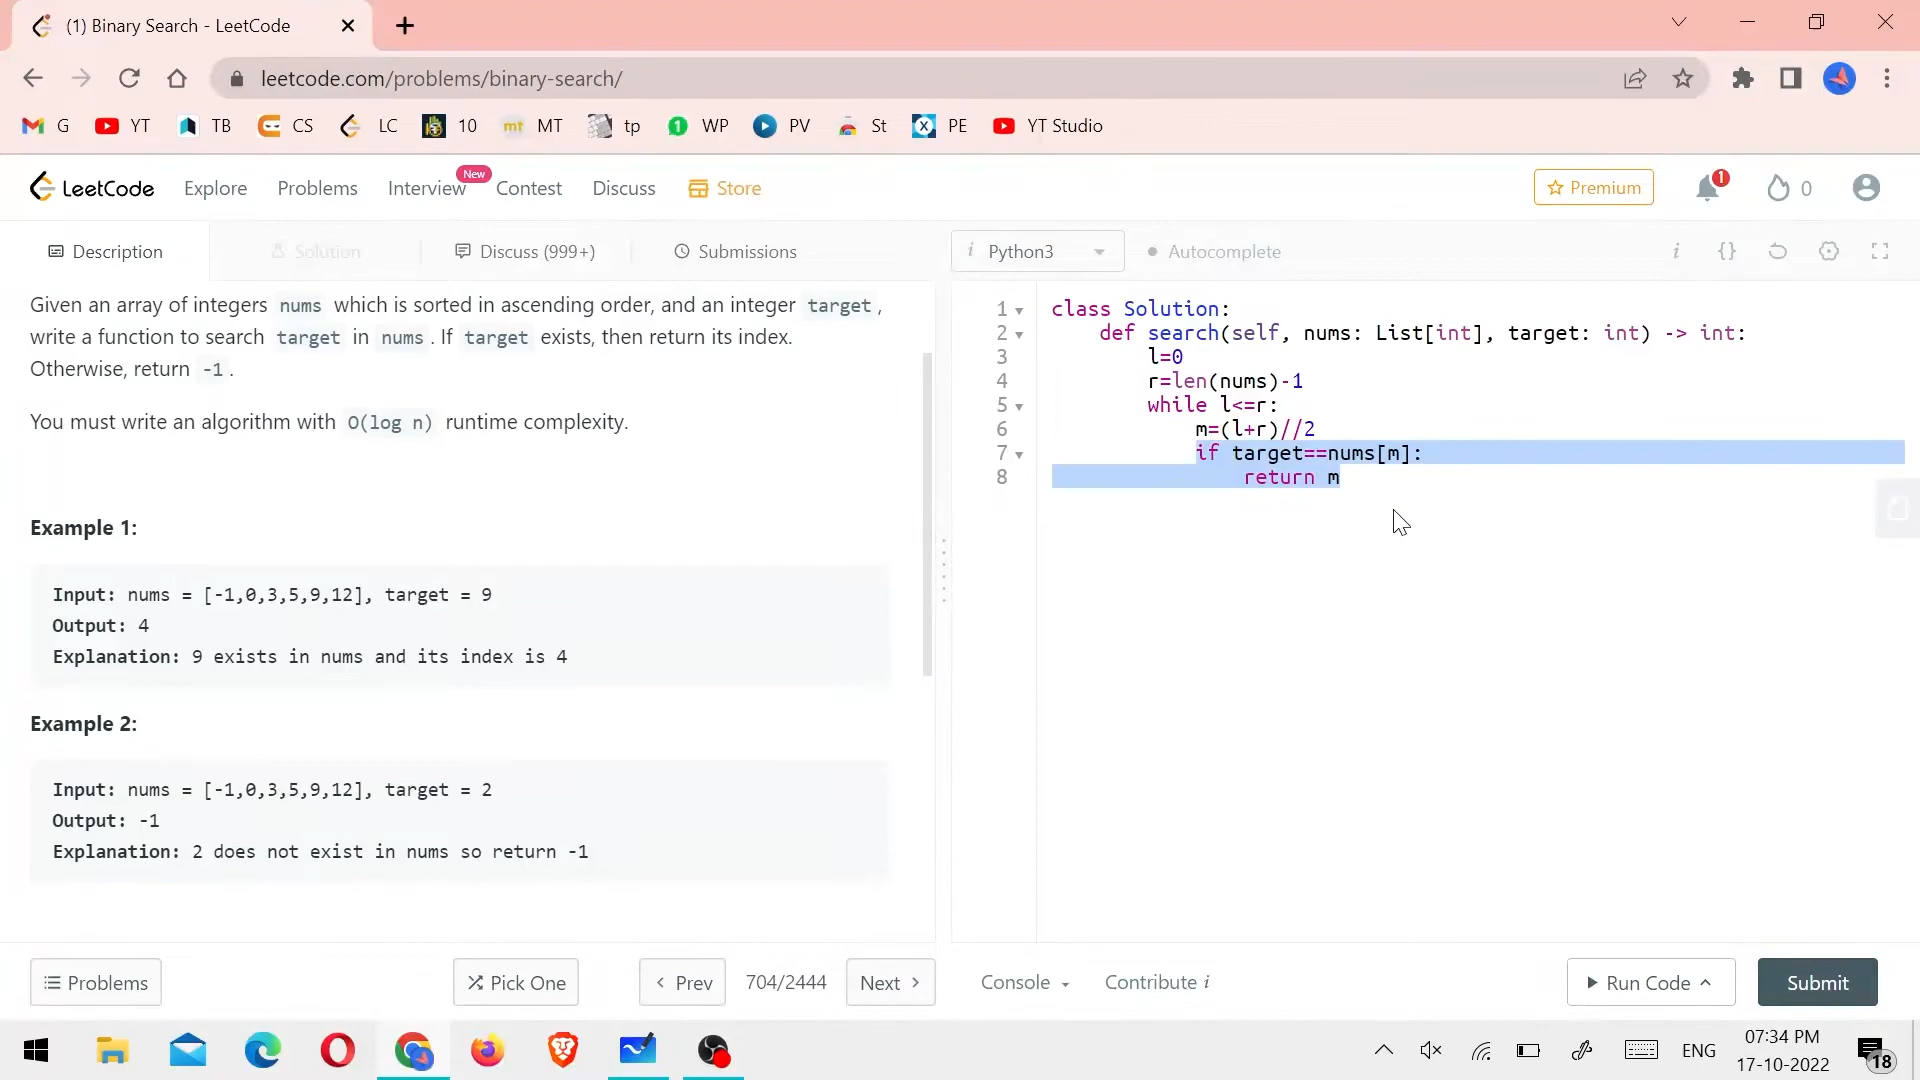 (1) Binary Search - LeetCode
leetcode.com/problems/binary-search/
G YT TB CS LC 10 mt MT tp 1 WP PV St X PE YT Studio
LeetCode Explore Problems Interview New Contest Discuss Store Premium 1 0
Description Solution Discuss (999+) Submissions
i Python3 Autocomplete i {}
Given an array of integers nums which is sorted in ascending order, and an integer target,
write a function to search target in nums. If target exists, then return its index.
Otherwise, return -1.
You must write an algorithm with O(log n) runtime complexity.
Example 1:
Input: nums = [-1,0,3,5,9,12], target = 9
Output: 4
Explanation: 9 exists in nums and its index is 4
Example 2:
Input: nums = [-1,0,3,5,9,12], target = 2
Output: -1
Explanation: 2 does not exist in nums so return -1
1 class Solution:
2 def search(self, nums: List[int], target: int) -> int:
3 l=0
4 r=len(nums)-1
5 while l<=r:
6 m=(l+r)//2
7 if target==nums[m]:
8 return m
Problems Pick One Prev 704/2444 Next
Console Contribute i Run Code Submit
ENG 07:34 PM
17-10-2022 18